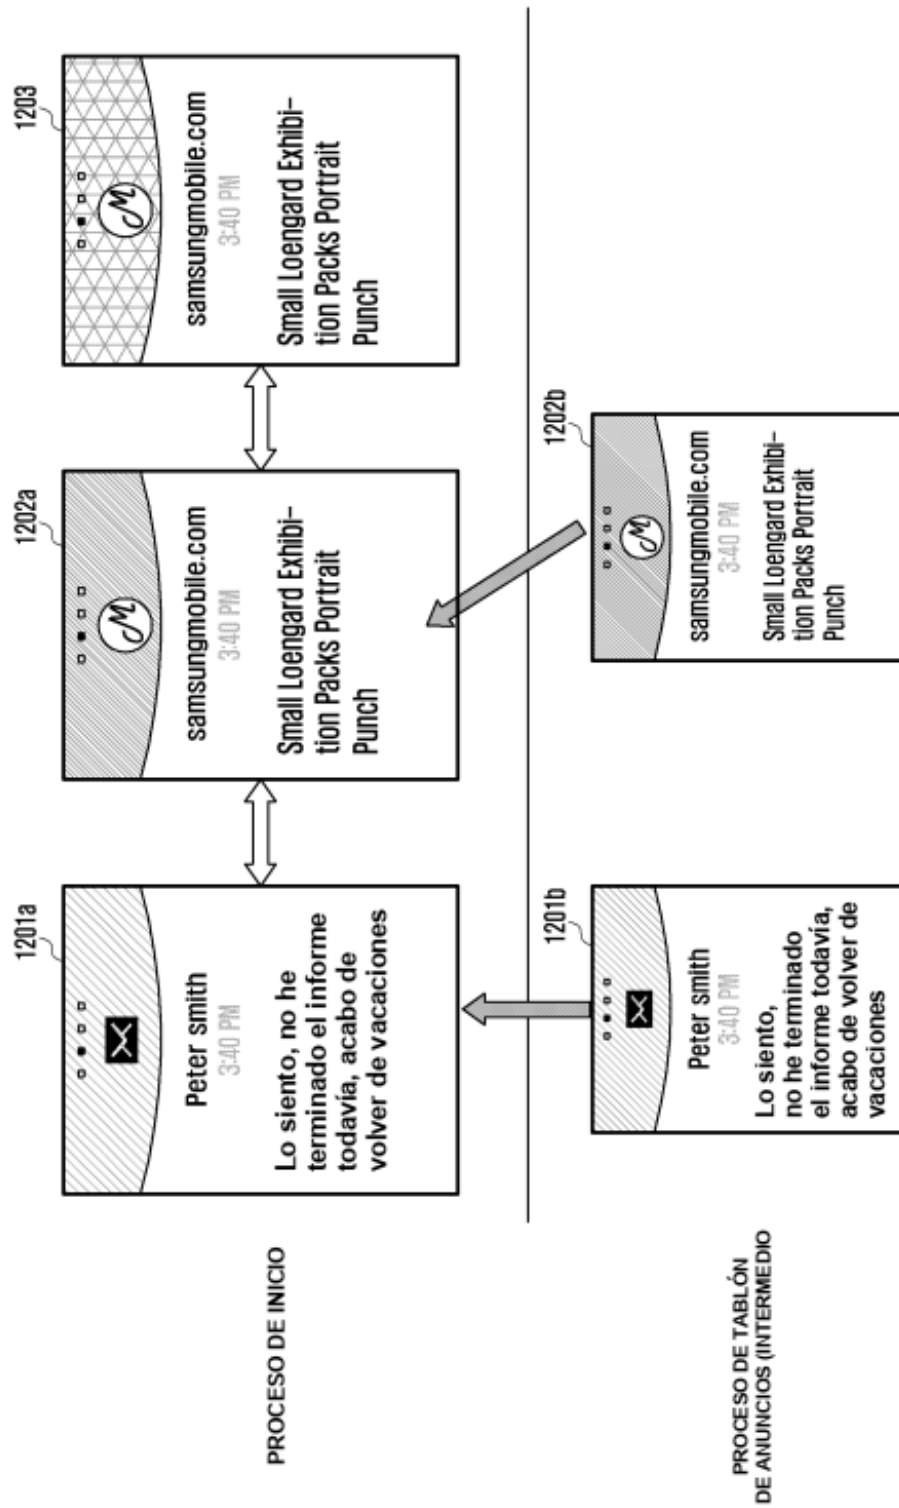 PROCESO DE INICIO
1201a
Peter smith
3:40 PM
Lo siento, no he
terminado el informe
todavía, acabo de
volver de vacaciones
1202a
M
samsungmobile.com
3:40 PM
Small Loengard Exhibi–
tion Packs Portrait
Punch
1203
M
samsungmobile.com
3:40 PM
Small Loengard Exhibi–
tion Packs Portrait
Punch
PROCESO DE TABLÓN
DE ANUNCIOS (INTERMEDIO
1201b
Peter smith
3:40 PM
Lo siento,
no he terminado
el informe todavía,
acabo de volver de
vacaciones
1202b
M
samsungmobile.com
3:40 PM
Small Loengard Exhibi–
tion Packs Portrait
Punch